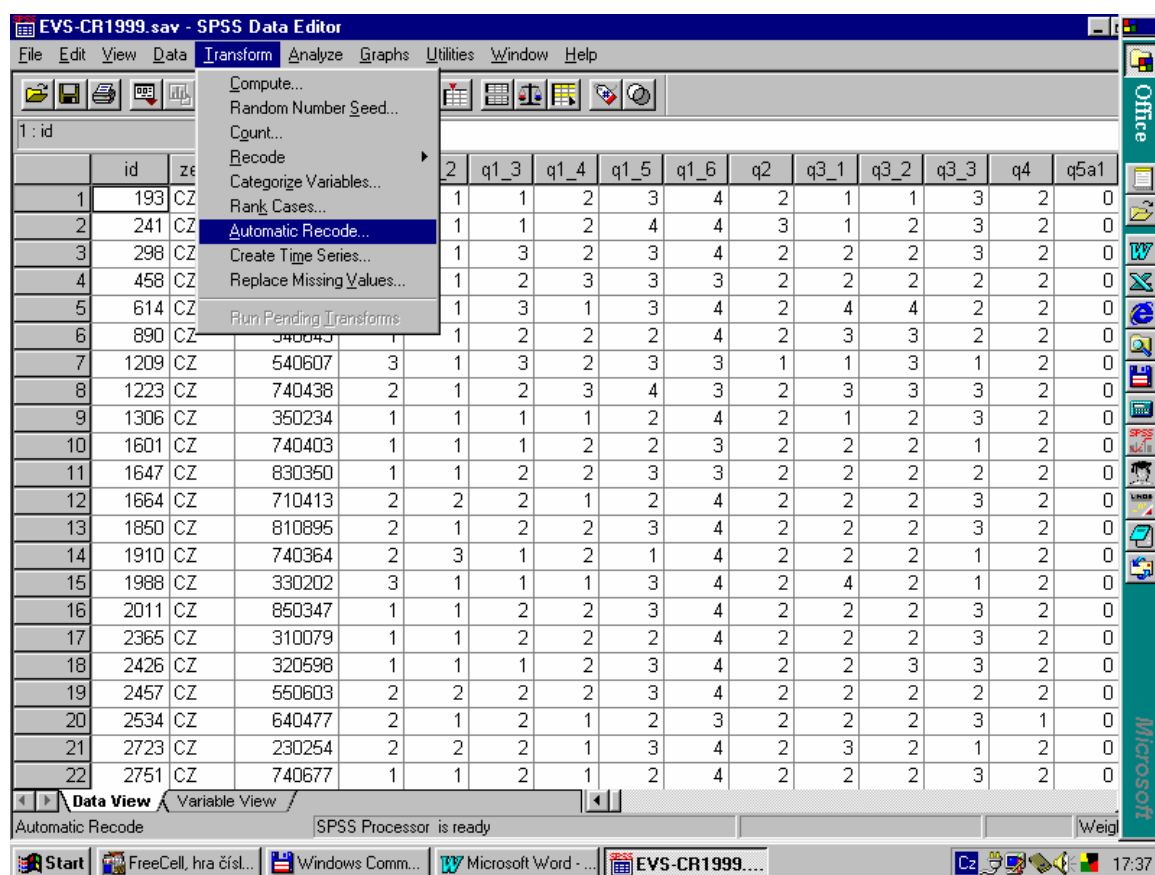 EVS-CR1999.sav - SPSS Data Editor
File Edit View Data Transform Analyze Graphs Utilities Window Help
Compute...
Random Number Seed...
Count...
Recode
Categorize Variables...
Rank Cases...
Automatic Recode...
Create Time Series...
Replace Missing Values...
Run Pending Transforms
1 : id
id ze _2 q1_3 q1_4 q1_5 q1_6 q2 q3_1 q3_2 q3_3 q4 q5a1
1 193 CZ 1 1 2 3 4 2 1 1 3 2 0
2 241 CZ 1 1 2 4 4 3 1 2 3 2 0
3 298 CZ 1 3 2 3 4 2 2 2 3 2 0
4 458 CZ 1 2 3 3 3 2 2 2 2 2 0
5 614 CZ 1 3 1 3 4 2 4 4 2 2 0
6 890 CZ 1 2 2 2 4 2 3 3 2 2 0
7 1209 CZ 540607 3 1 3 2 3 3 1 1 3 1 2 0
8 1223 CZ 740438 2 1 2 3 4 3 2 3 3 3 2 0
9 1306 CZ 350234 1 1 1 1 2 4 2 1 2 3 2 0
10 1601 CZ 740403 1 1 1 2 2 3 2 2 2 1 2 0
11 1647 CZ 830350 1 1 2 2 3 3 2 2 2 2 2 0
12 1664 CZ 710413 2 2 2 1 2 4 2 2 2 3 2 0
13 1850 CZ 810895 2 1 2 2 3 4 2 2 2 3 2 0
14 1910 CZ 740364 2 3 1 2 1 4 2 2 2 1 2 0
15 1988 CZ 330202 3 1 1 1 3 4 2 4 2 1 2 0
16 2011 CZ 850347 1 1 2 2 3 4 2 2 2 3 2 0
17 2365 CZ 310079 1 1 2 2 2 4 2 2 2 3 2 0
18 2426 CZ 320598 1 1 1 2 3 4 2 2 3 3 2 0
19 2457 CZ 550603 2 2 2 2 3 4 2 2 2 2 2 0
20 2534 CZ 640477 2 1 2 1 2 3 2 2 2 3 1 0
21 2723 CZ 230254 2 2 2 1 3 4 2 3 2 1 2 0
22 2751 CZ 740677 1 1 2 1 2 4 2 2 2 3 2 0
Data View Variable View
Automatic Recode SPSS Processor is ready Weigl
Office
Microsoft
Start FreeCell, hra čísl... Windows Comm... Microsoft Word - ... EVS-CR1999.... Cz 17:37